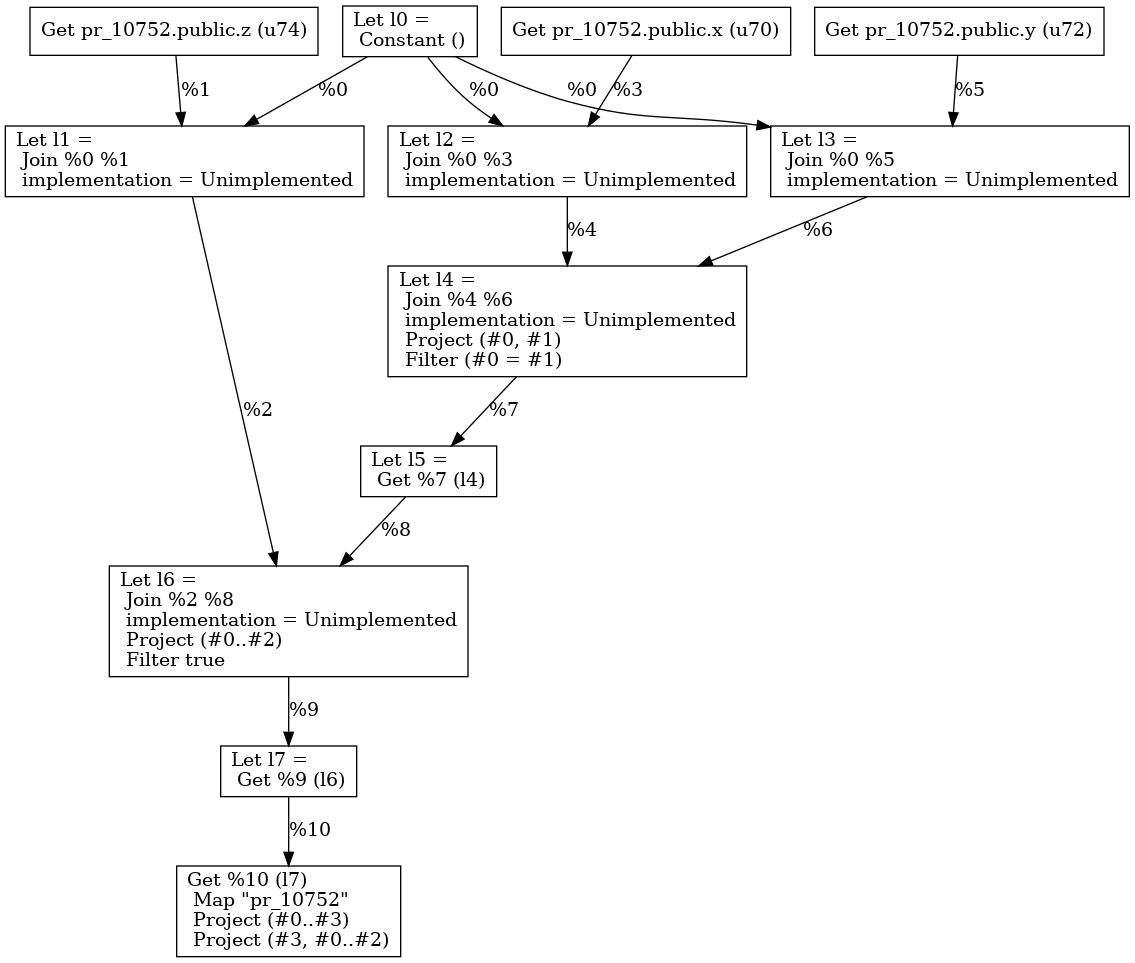 Get pr_10752.public.z (u74)
Let l0 =
Constant ()
Get pr_10752.public.x (u70)
Get pr_10752.public.y (u72)
%1
%0
%0
%3
%0
%5
Let l1 =
Join %0 %1
implementation = Unimplemented
Let l2 =
Join %0 %3
implementation = Unimplemented
Let l3 =
Join %0 %5
implementation = Unimplemented
%4
%6
Let l4 =
Join %4 %6
implementation = Unimplemented
Project (#0, #1)
Filter (#0 = #1)
%2
%7
Let l5 =
Get %7 (l4)
%8
Let l6 =
Join %2 %8
implementation = Unimplemented
Project (#0..#2)
Filter true
%9
Let l7 =
Get %9 (l6)
%10
Get %10 (l7)
Map "pr_10752"
Project (#0..#3)
Project (#3, #0..#2)